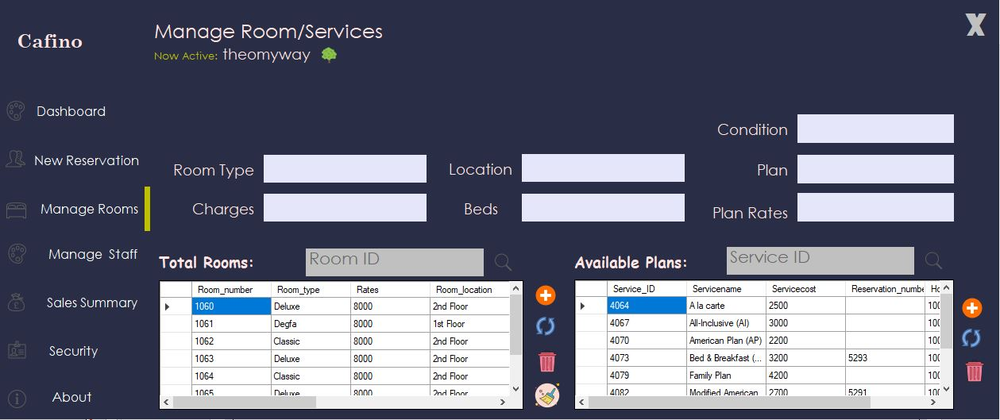 Cafino
Manage Room/Services
Now Active: theomyway
X
Dashboard
New Reservation
Manage Rooms
Manage Staff
Sales Summary
Security
About
Condition
Room Type
Location
Plan
Charges
Beds
Plan Rates
Total Rooms:
Room ID
Available Plans:
Service ID
Room_number Room_type Rates Room_location
1060 Deluxe 8000 2nd Floor
1061 Degfa 8000 1st Floor
1062 Classic 8000 2nd Floor
1063 Deluxe 8000 2nd Floor
1064 Classic 8000 2nd Floor
1065 Deluxe 8000 2nd Floor
Service_ID Servicename Servicecost Reservation_numbe Ho
4064 A la carte 2500 100
4067 All-Inclusive (AI) 3000 100
4070 American Plan (AP) 2200 100
4073 Bed & Breakfast (... 3200 5293 100
4079 Family Plan 4200 100
4082 Modified American 2700 5291 100